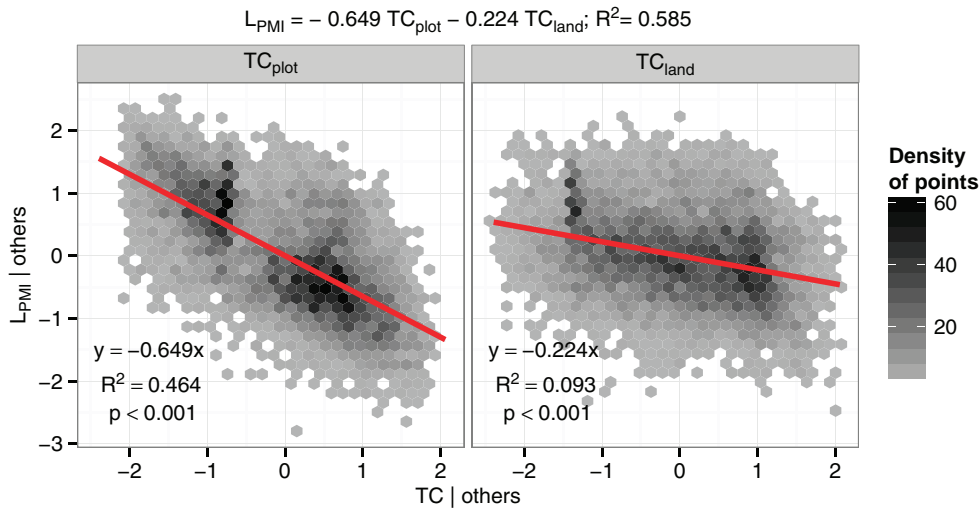 L_PMI = − 0.649 TC_plot − 0.224 TC_land; R² = 0.585
TC_plot
TC_land
L_PMI | others
2
1
0
−1
−2
−3
y = −0.649x
R² = 0.464
p < 0.001
y = −0.224x
R² = 0.093
p < 0.001
−2 −1 0 1 2
−2 −1 0 1 2
TC | others
Density
of points
60
40
20